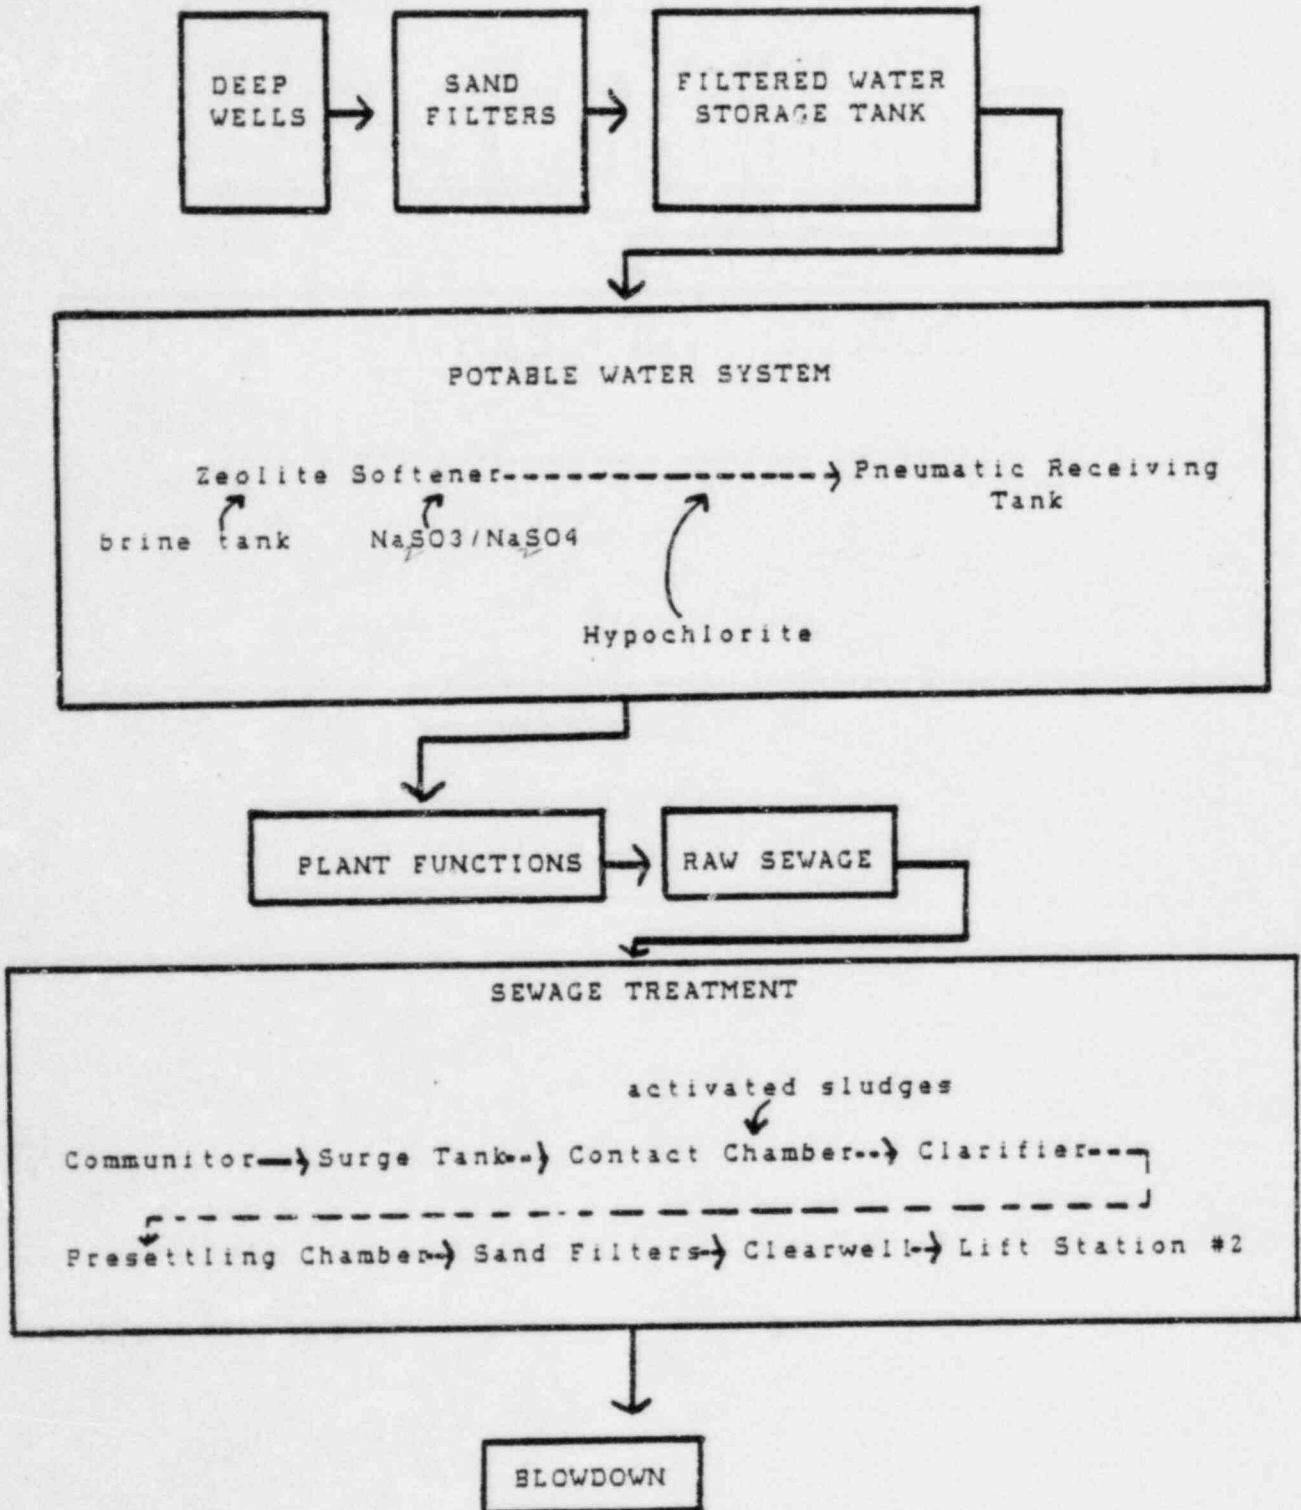 DEEP
WELLS
SAND
FILTERS
FILTERED WATER
STORAGE TANK
POTABLE WATER SYSTEM
Zeolite Softener
Pneumatic Receiving
Tank
brine tank
NaSO3/NaSO4
2 2
Hypochlorite
PLANT FUNCTIONS
RAW SEWAGE
SEWAGE TREATMENT
activated sludges
Communitor Surge Tank Contact Chamber Clarifier
Presettling Chamber Sand Filters Clearwell Lift Station #2
BLOWDOWN